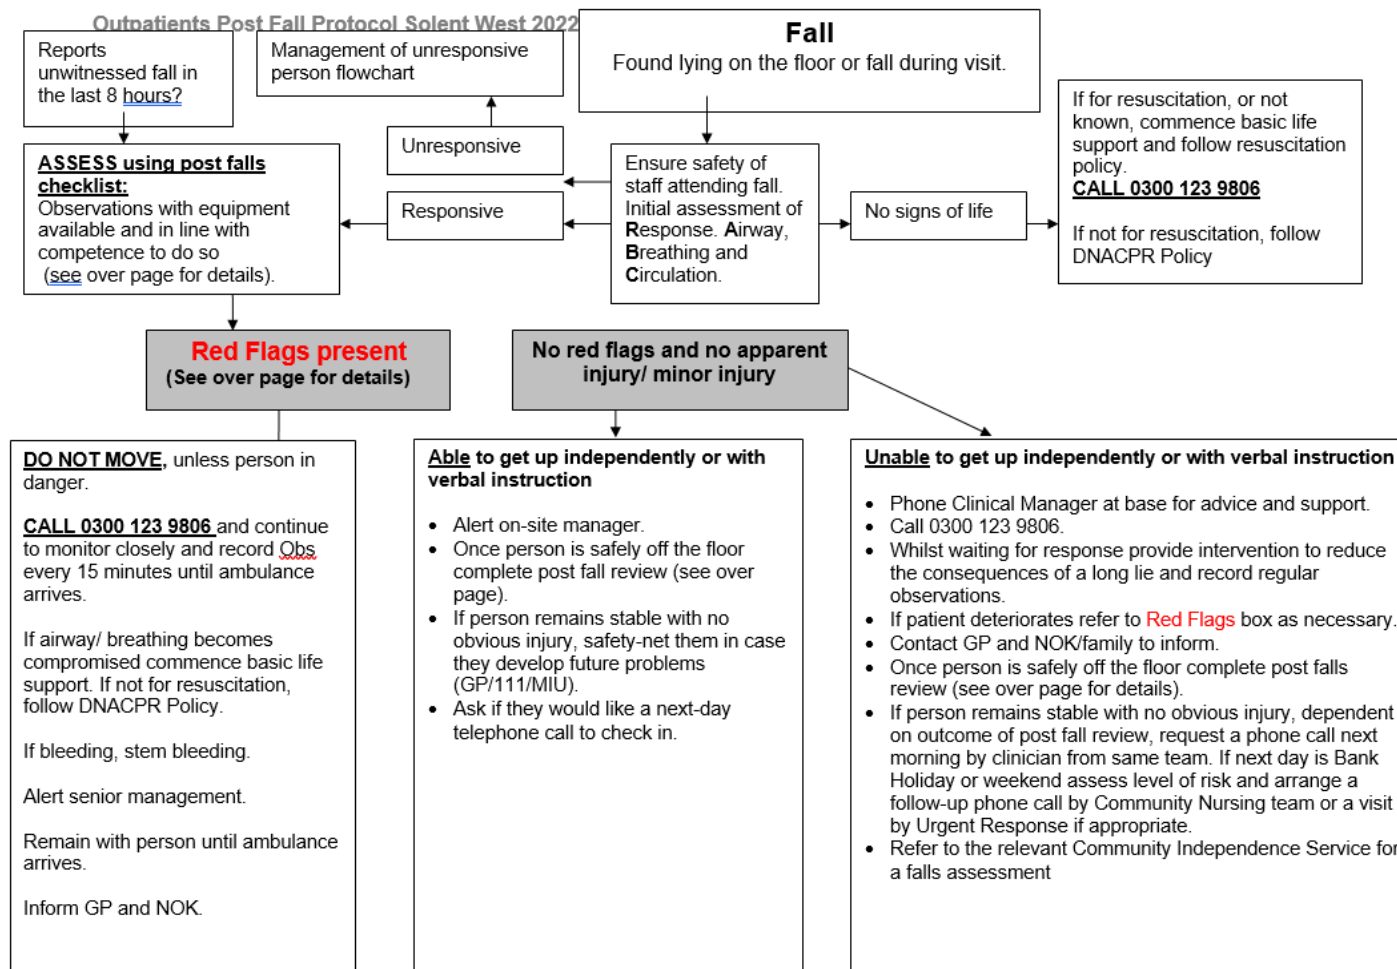 Outpatients Post Fall Protocol Solent West 2022
Reports
unwitnessed fall in
the last 8 hours?
Management of unresponsive
person flowchart
Fall
Found lying on the floor or fall during visit.
If for resuscitation, or not
known, commence basic life
support and follow resuscitation
policy.
CALL 0300 123 9806
If not for resuscitation, follow
DNACPR Policy
Unresponsive
Responsive
Ensure safety of
staff attending fall.
Initial assessment of
Response. Airway,
Breathing and
Circulation.
No signs of life
ASSESS using post falls
checklist:
Observations with equipment
available and in line with
competence to do so
(see over page for details).
Red Flags present
(See over page for details)
No red flags and no apparent
injury/ minor injury
DO NOT MOVE, unless person in
danger.
CALL 0300 123 9806 and continue
to monitor closely and record Obs
every 15 minutes until ambulance
arrives.
If airway/ breathing becomes
compromised commence basic life
support. If not for resuscitation,
follow DNACPR Policy.
If bleeding, stem bleeding.
Alert senior management.
Remain with person until ambulance
arrives.
Inform GP and NOK.
Able to get up independently or with
verbal instruction
• Alert on-site manager.
• Once person is safely off the floor
complete post fall review (see over
page).
• If person remains stable with no
obvious injury, safety-net them in case
they develop future problems
(GP/111/MIU).
• Ask if they would like a next-day
telephone call to check in.
Unable to get up independently or with verbal instruction
• Phone Clinical Manager at base for advice and support.
• Call 0300 123 9806.
• Whilst waiting for response provide intervention to reduce
the consequences of a long lie and record regular
observations.
• If patient deteriorates refer to Red Flags box as necessary.
• Contact GP and NOK/family to inform.
• Once person is safely off the floor complete post falls
review (see over page for details).
• If person remains stable with no obvious injury, dependent
on outcome of post fall review, request a phone call next
morning by clinician from same team. If next day is Bank
Holiday or weekend assess level of risk and arrange a
follow-up phone call by Community Nursing team or a visit
by Urgent Response if appropriate.
• Refer to the relevant Community Independence Service for
a falls assessment